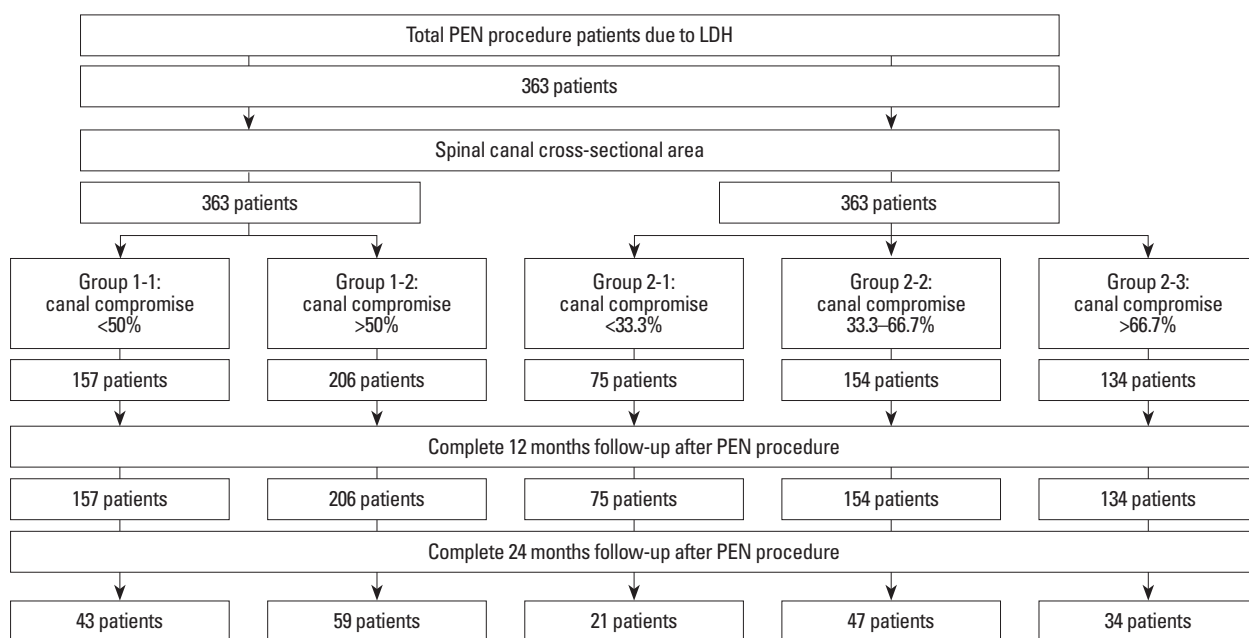 Total PEN procedure patients due to LDH
363 patients
Spinal canal cross-sectional area
363 patients
363 patients
Group 1-1:
canal compromise
<50%
Group 1-2:
canal compromise
>50%
Group 2-1:
canal compromise
<33.3%
Group 2-2:
canal compromise
33.3–66.7%
Group 2-3:
canal compromise
>66.7%
157 patients
206 patients
75 patients
154 patients
134 patients
Complete 12 months follow-up after PEN procedure
157 patients
206 patients
75 patients
154 patients
134 patients
Complete 24 months follow-up after PEN procedure
43 patients
59 patients
21 patients
47 patients
34 patients